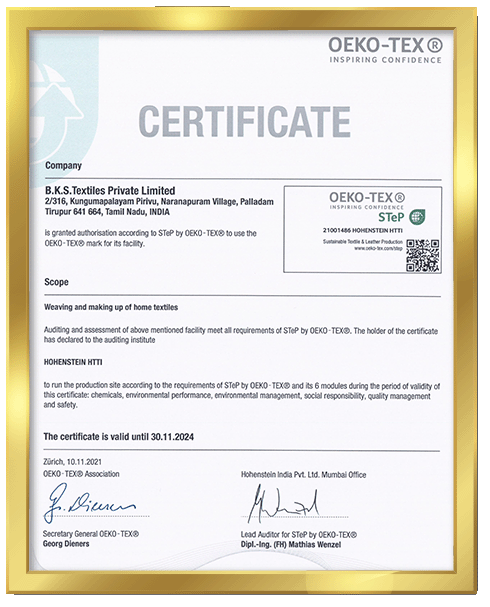 OEKO-TEX®
INSPIRING CONFIDENCE
CERTIFICATE
Company
B.K.S.Textiles Private Limited
2/316, Kungumapalayam Pirivu, Naranapuram Village, Palladam
Tirupur 641 664, Tamil Nadu, INDIA
is granted authorisation according to STeP by OEKO-TEX® to use the
OEKO-TEX® mark for its facility.
OEKO-TEX®
INSPIRING CONFIDENCE
STeP
21001486 HOHENSTEIN HTTI
Sustainable Textile & Leather Production
www.oeko-tex.com/step
Scope
Weaving and making up of home textiles
Auditing and assessment of above mentioned facility meet all requirements of STeP by OEKO-TEX®. The holder of the certificate
has declared to the auditing institute
HOHENSTEIN HTTI
to run the production site according to the requirements of STeP by OEKO-TEX® and its 6 modules during the period of validity of
this certificate: chemicals, environmental performance, environmental management, social responsibility, quality management
and safety.
The certificate is valid until 30.11.2024
Zürich, 10.11.2021
OEKO-TEX® Association
Hohenstein India Pvt. Ltd. Mumbai Office
G. Dieners
Secretary General OEKO-TEX®
Georg Dieners
Lead Auditor for STeP by OEKO-TEX®
Dipl.-Ing. (FH) Mathias Wenzel